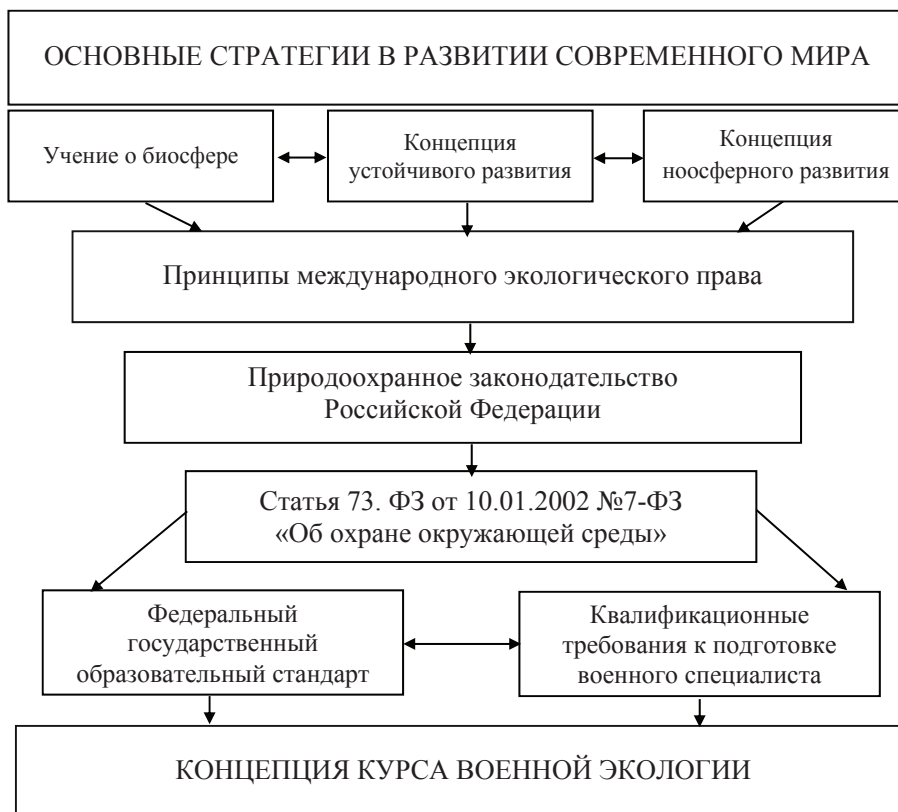 ОСНОВНЫЕ СТРАТЕГИИ В РАЗВИТИИ СОВРЕМЕННОГО МИРА
Учение о биосфере
Концепция
устойчивого развития
Концепция
ноосферного развития
Принципы международного экологического права
Природоохранное законодательство
Российской Федерации
Статья 73. ФЗ от 10.01.2002 №7-ФЗ
«Об охране окружающей среды»
Федеральный
государственный
образовательный стандарт
Квалификационные
требования к подготовке
военного специалиста
КОНЦЕПЦИЯ КУРСА ВОЕННОЙ ЭКОЛОГИИ